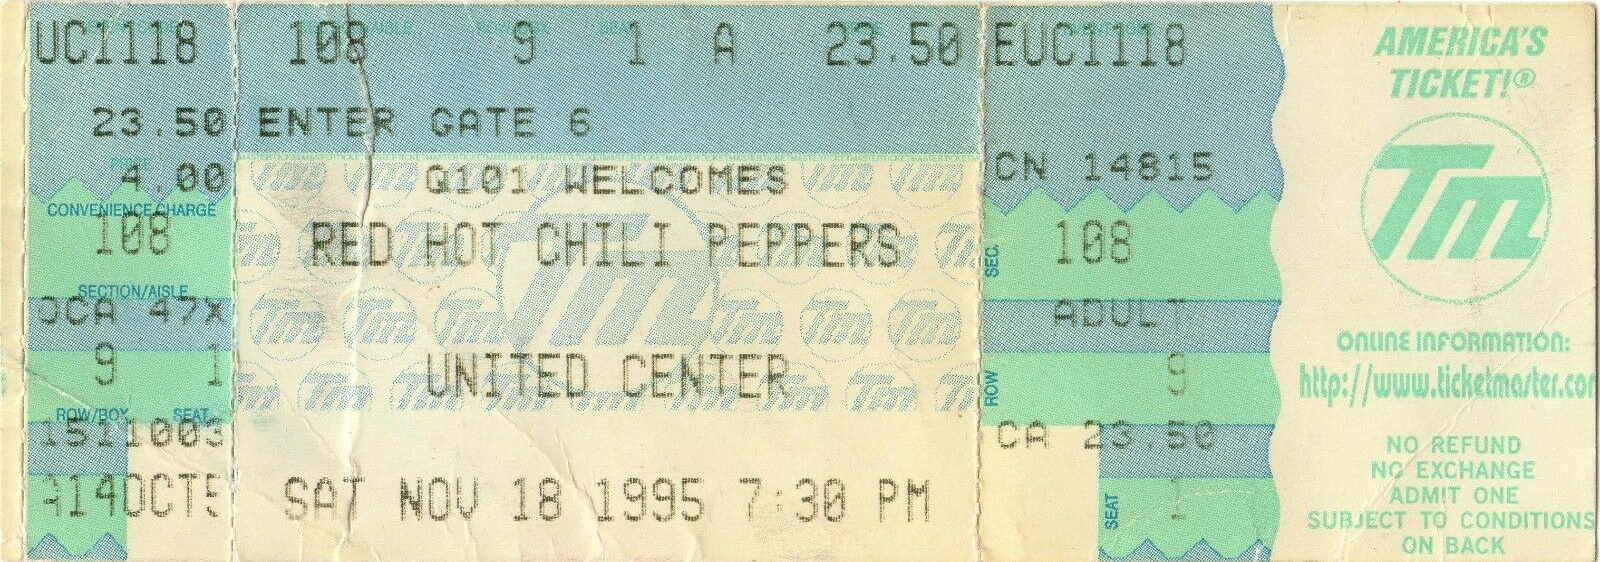 UC1118 108 9 1 A 23.50 EUC1118
23.50 ENTER GATE 6
4.00 Q101 WELCOMES CN 14815
CONVENIENCE CHARGE
108 RED HOT CHILI PEPPERS SEC. 108
SECTION/AISLE
OCA 47X ADULT
9 1 UNITED CENTER ROW 9
ROW/BOX SEAT
1003 CA 23.50
A14OCT5 SAT NOV 18 1995 7:30 PM SEAT 1
AMERICA'S
TICKET!®
Tm
ONLINE INFORMATION:
http://www.ticketmaster.com
NO REFUND
NO EXCHANGE
ADMIT ONE
SUBJECT TO CONDITIONS
ON BACK